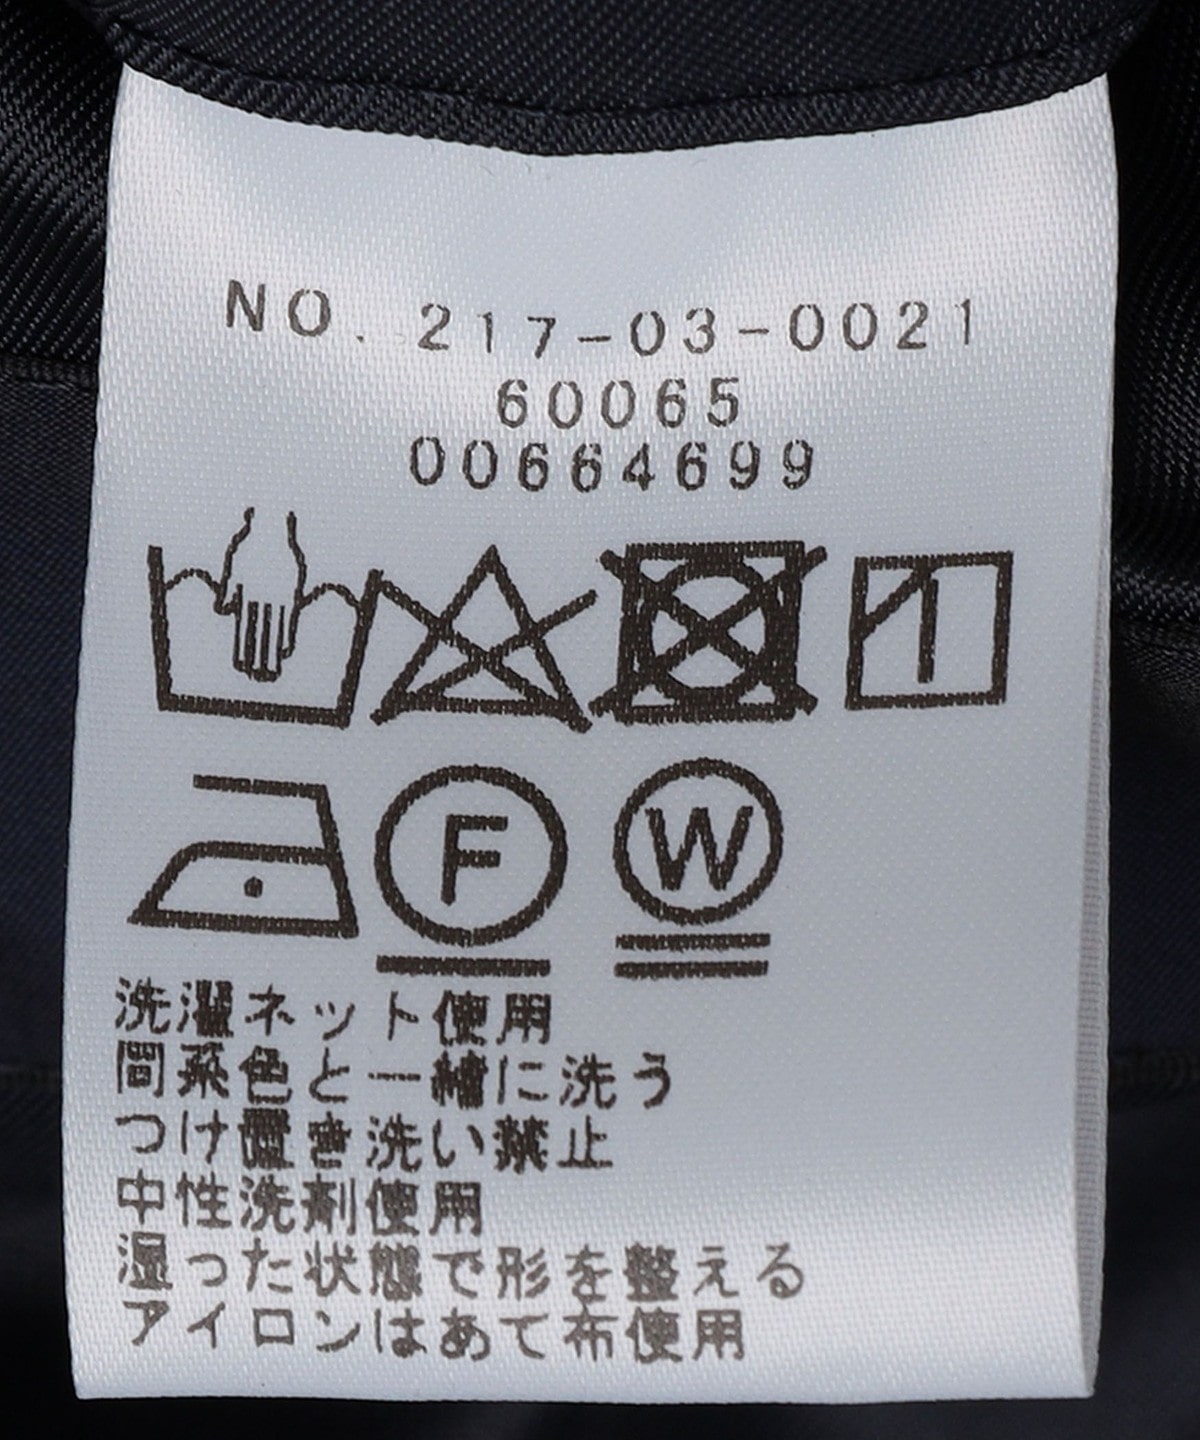 NO. 217-03-0021
60065
00664699
F W
洗濯ネット使用
同系色と一緒に洗う
つけ置き洗い禁止
中性洗剤使用
湿った状態で形を整える
アイロンはあて布使用